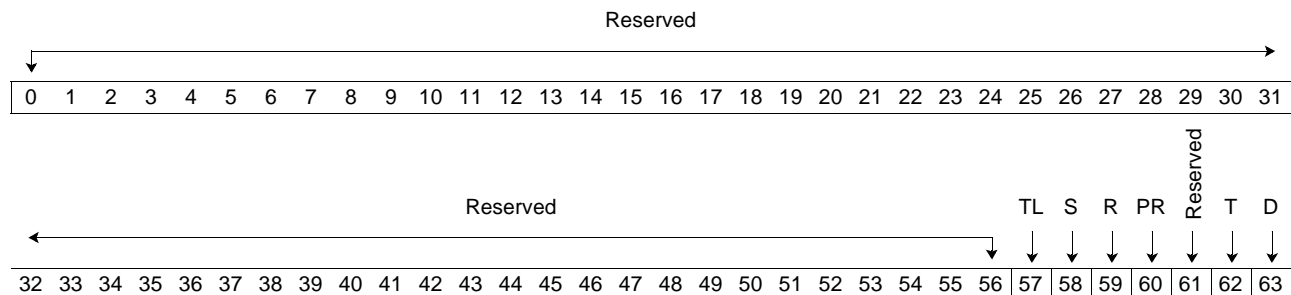 Reserved
0 1 2 3 4 5 6 7 8 9 10 11 12 13 14 15 16 17 18 19 20 21 22 23 24 25 26 27 28 29 30 31
Reserved TL S R PR Reserved T D
32 33 34 35 36 37 38 39 40 41 42 43 44 45 46 47 48 49 50 51 52 53 54 55 56 57 58 59 60 61 62 63